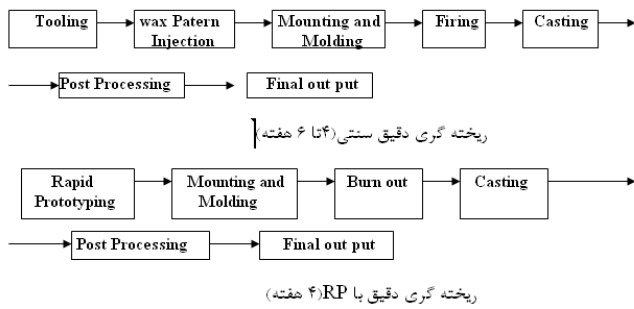 Tooling
wax Patern
Injection
Mounting and
Molding
Firing
Casting
Post Processing
Final out put
ریخته گری دقیق سنتی(۴تا ۶ هفته)
Rapid
Prototyping
Mounting and
Molding
Burn out
Casting
Post Processing
Final out put
ریخته گری دقیق با RP(۴ هفته)